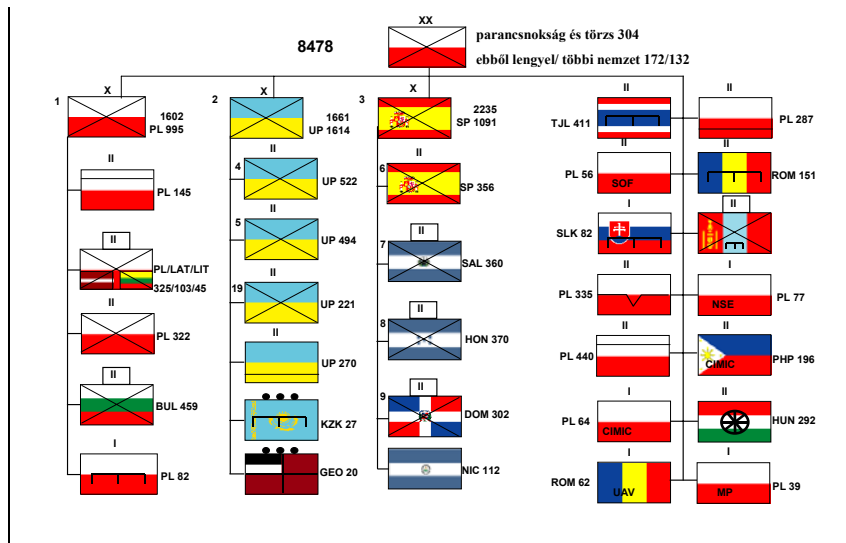 XX
8478
parancsnokság és törzs 304
ebből lengyel/ többi nemzet 172/132
1
X
1602
PL 995
II
PL 145
II
PL/LAT/LIT
325/103/45
II
PL 322
II
BUL 459
I
PL 82
2
X
1661
UP 1614
4
II
UP 522
5
II
UP 494
19
II
UP 221
II
UP 270
KZK 27
GEO 20
3
X
2235
SP 1091
6
II
SP 356
7
II
SAL 360
8
II
HON 370
9
II
DOM 302
NIC 112
II
TJL 411
II
PL 287
II
PL 56
SOF
II
ROM 151
I
SLK 82
II
II
PL 335
I
NSE
PL 77
II
PL 440
II
CIMIC
PHP 196
I
PL 64
CIMIC
II
HUN 292
I
ROM 62
UAV
I
MP
PL 39